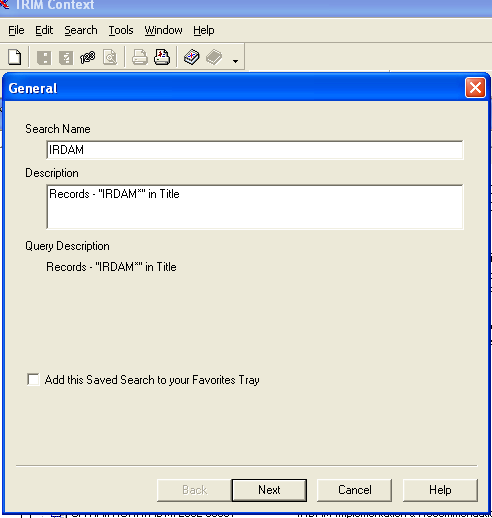 TRIM Context
File Edit Search Tools Window Help
General
Search Name
IRDAM
Description
Records - "IRDAM*" in Title
Query Description
Records - "IRDAM*" in Title
Add this Saved Search to your Favorites Tray
Back Next Cancel Help